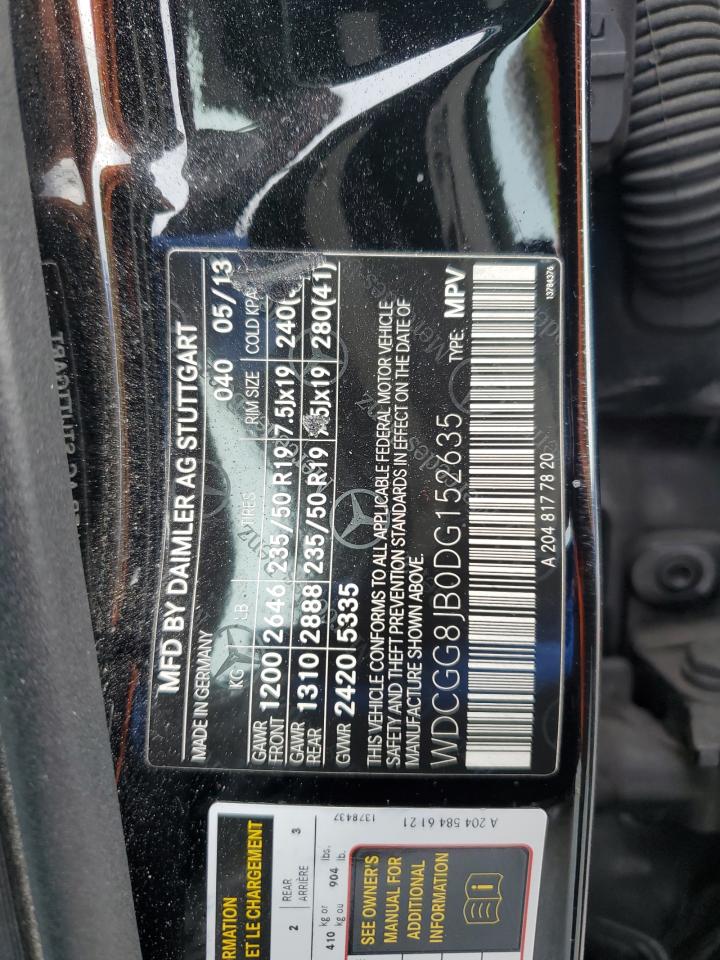 MFD BY DAIMLER AG STUTTGART
MADE IN GERMANY 040 05/13
KG LB TIRES RIM SIZE COLD KPA
GAWR FRONT 1200 2646 235/50 R19 7.5Jx19 240(
GAWR REAR 1310 2888 235/50 R19 5Jx19 280(41)
GVWR 2420 5335
THIS VEHICLE CONFORMS TO ALL APPLICABLE FEDERAL MOTOR VEHICLE
SAFETY AND THEFT PREVENTION STANDARDS IN EFFECT ON THE DATE OF
MANUFACTURE SHOWN ABOVE.
WDCGG8JB0DG152635 TYPE: MPV
A 204 817 78 20
13784376
RMATION
ET LE CHARGEMENT
2 REAR ARRIÈRE 3
410 kg or kg ou 904 lbs. lb.
SEE OWNER'S
MANUAL FOR
ADDITIONAL
INFORMATION
1378437
A 204 584 61 21